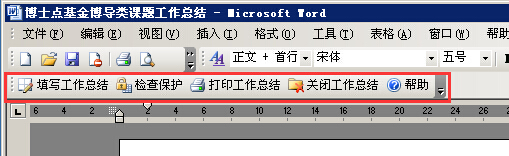 博士点基金博导类课题工作总结 - Microsoft Word
文件(F) 编辑(E) 视图(V) 插入(I) 格式(O) 工具(T) 表格(A) 窗口(W) 帮助
正文 + 首行 宋体 五号
填写工作总结 检查保护 打印工作总结 关闭工作总结 帮助
6 4 2 2 4 6 8 10 12 14 16 18 20 22 24 26